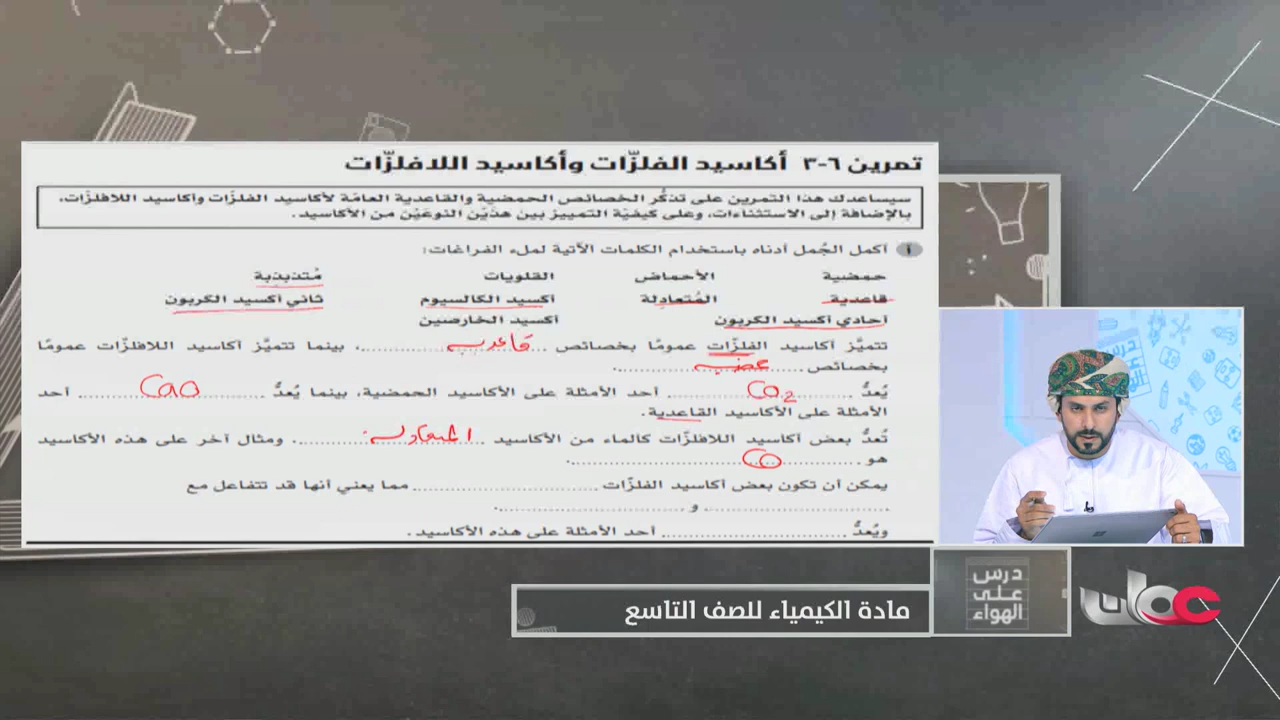 تمرين ٦-٣ أكاسيد الفلزّات وأكاسيد اللافلزّات
سيساعدك هذا التمرين على تذكُّر الخصائص الحمضية والقاعدية العامّة لأكاسيد الفلزّات وأكاسيد اللافلزّات،
بالإضافة إلى الاستثناءات، وعلى كيفيّة التمييز بين هذَيْن النوعَيْن من الأكاسيد.
أ أكمل الجُمل أدناه باستخدام الكلمات الآتية لملء الفراغات:
حمضية الأحماض القلويات مُتذبذبة
قاعدية المُتعادلة أكسيد الكالسيوم ثاني أكسيد الكربون
أحادي أكسيد الكربون أكسيد الخارصين
تتميَّز أكاسيد الفلزّات عمومًا بخصائص قاعدية، بينما تتميَّز أكاسيد اللافلزّات عمومًا
بخصائص حمضية.
يُعدُّ CO2 أحد الأمثلة على الأكاسيد الحمضية، بينما يُعدُّ CaO أحد
الأمثلة على الأكاسيد القاعدية.
تُعدُّ بعض أكاسيد اللافلزّات كالماء من الأكاسيد المتعادلة. ومثال آخر على هذه الأكاسيد
هو CO.
يمكن أن تكون بعض أكاسيد الفلزّات .......... مما يعني أنها قد تتفاعل مع
.......... و ..........
ويُعدُّ .......... أحد الأمثلة على هذه الأكاسيد.
درس
على
الهواء
مادة الكيمياء للصف التاسع
عمان